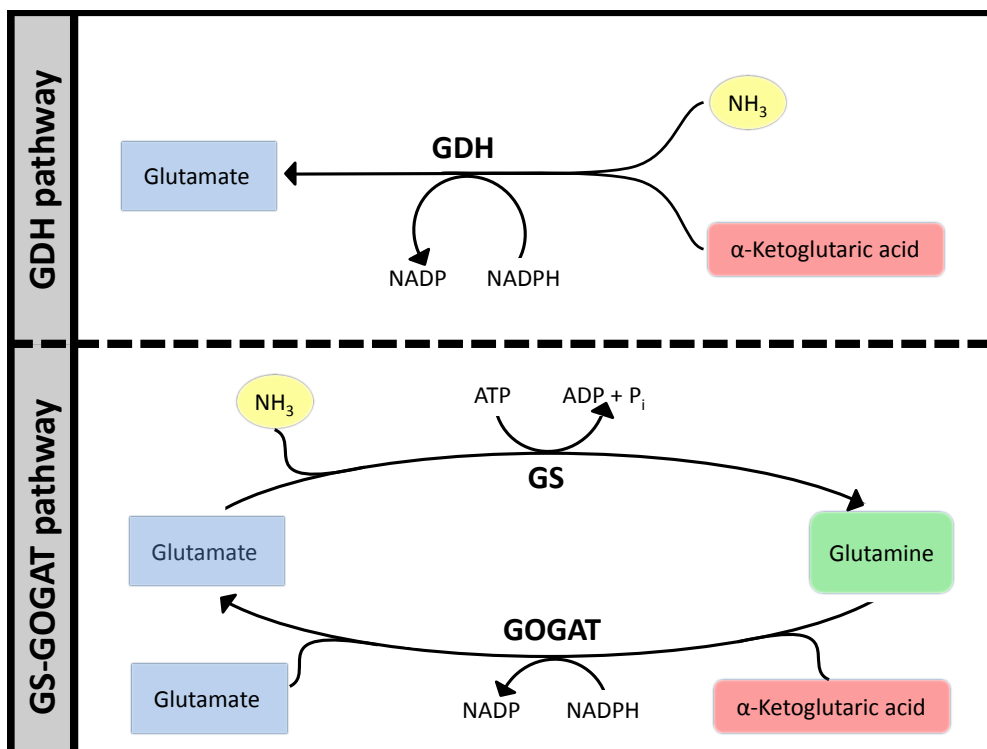 GDH pathway
NH₃
GDH
Glutamate
α-Ketoglutaric acid
NADP
NADPH
GS-GOGAT pathway
NH₃
ATP
ADP + Pᵢ
GS
Glutamate
Glutamine
GOGAT
Glutamate
NADP
NADPH
α-Ketoglutaric acid